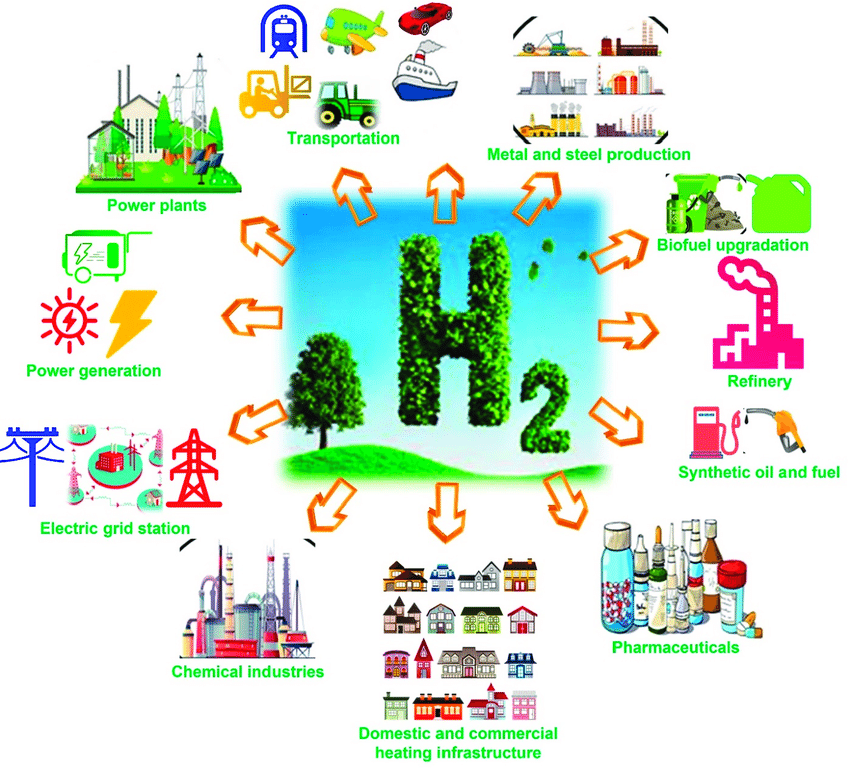 Transportation
Metal and steel production
Power plants
Biofuel upgradation
Power generation
Refinery
H2
Synthetic oil and fuel
Electric grid station
Pharmaceuticals
Chemical industries
Domestic and commercial
heating infrastructure